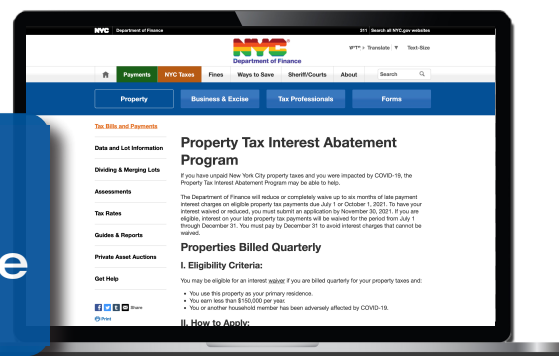 NYC Department of Finance 311 Search all NYC.gov websites
NYC
Department of Finance
Translate Text-Size
Payments NYC Taxes Fines Ways to Save Sheriff/Courts About Search
Property Business & Excise Tax Professionals Forms
Tax Bills and Payments
Data and Lot Information
Dividing & Merging Lots
Assessments
Tax Rates
Guides & Reports
Private Asset Auctions
Get Help
Share
Print
Property Tax Interest Abatement
Program
If you have unpaid New York City property taxes and you were impacted by COVID-19, the
Property Tax Interest Abatement Program may be able to help.
The Department of Finance will reduce or completely waive up to six months of late payment
interest charges on eligible property tax payments due July 1 or October 1, 2021. To have your
interest waived or reduced, you must submit an application by November 30, 2021. If you are
eligible, interest on your late property tax payments will be waived for the period from July 1
through December 31. You must pay by December 31 to avoid interest charges that cannot be
waived.
Properties Billed Quarterly
I. Eligibility Criteria:
You may be eligible for an interest waiver if you are billed quarterly for your property taxes and:
• You use this property as your primary residence.
• You earn less than $150,000 per year.
• You or another household member has been adversely affected by COVID-19.
II. How to Apply:
e